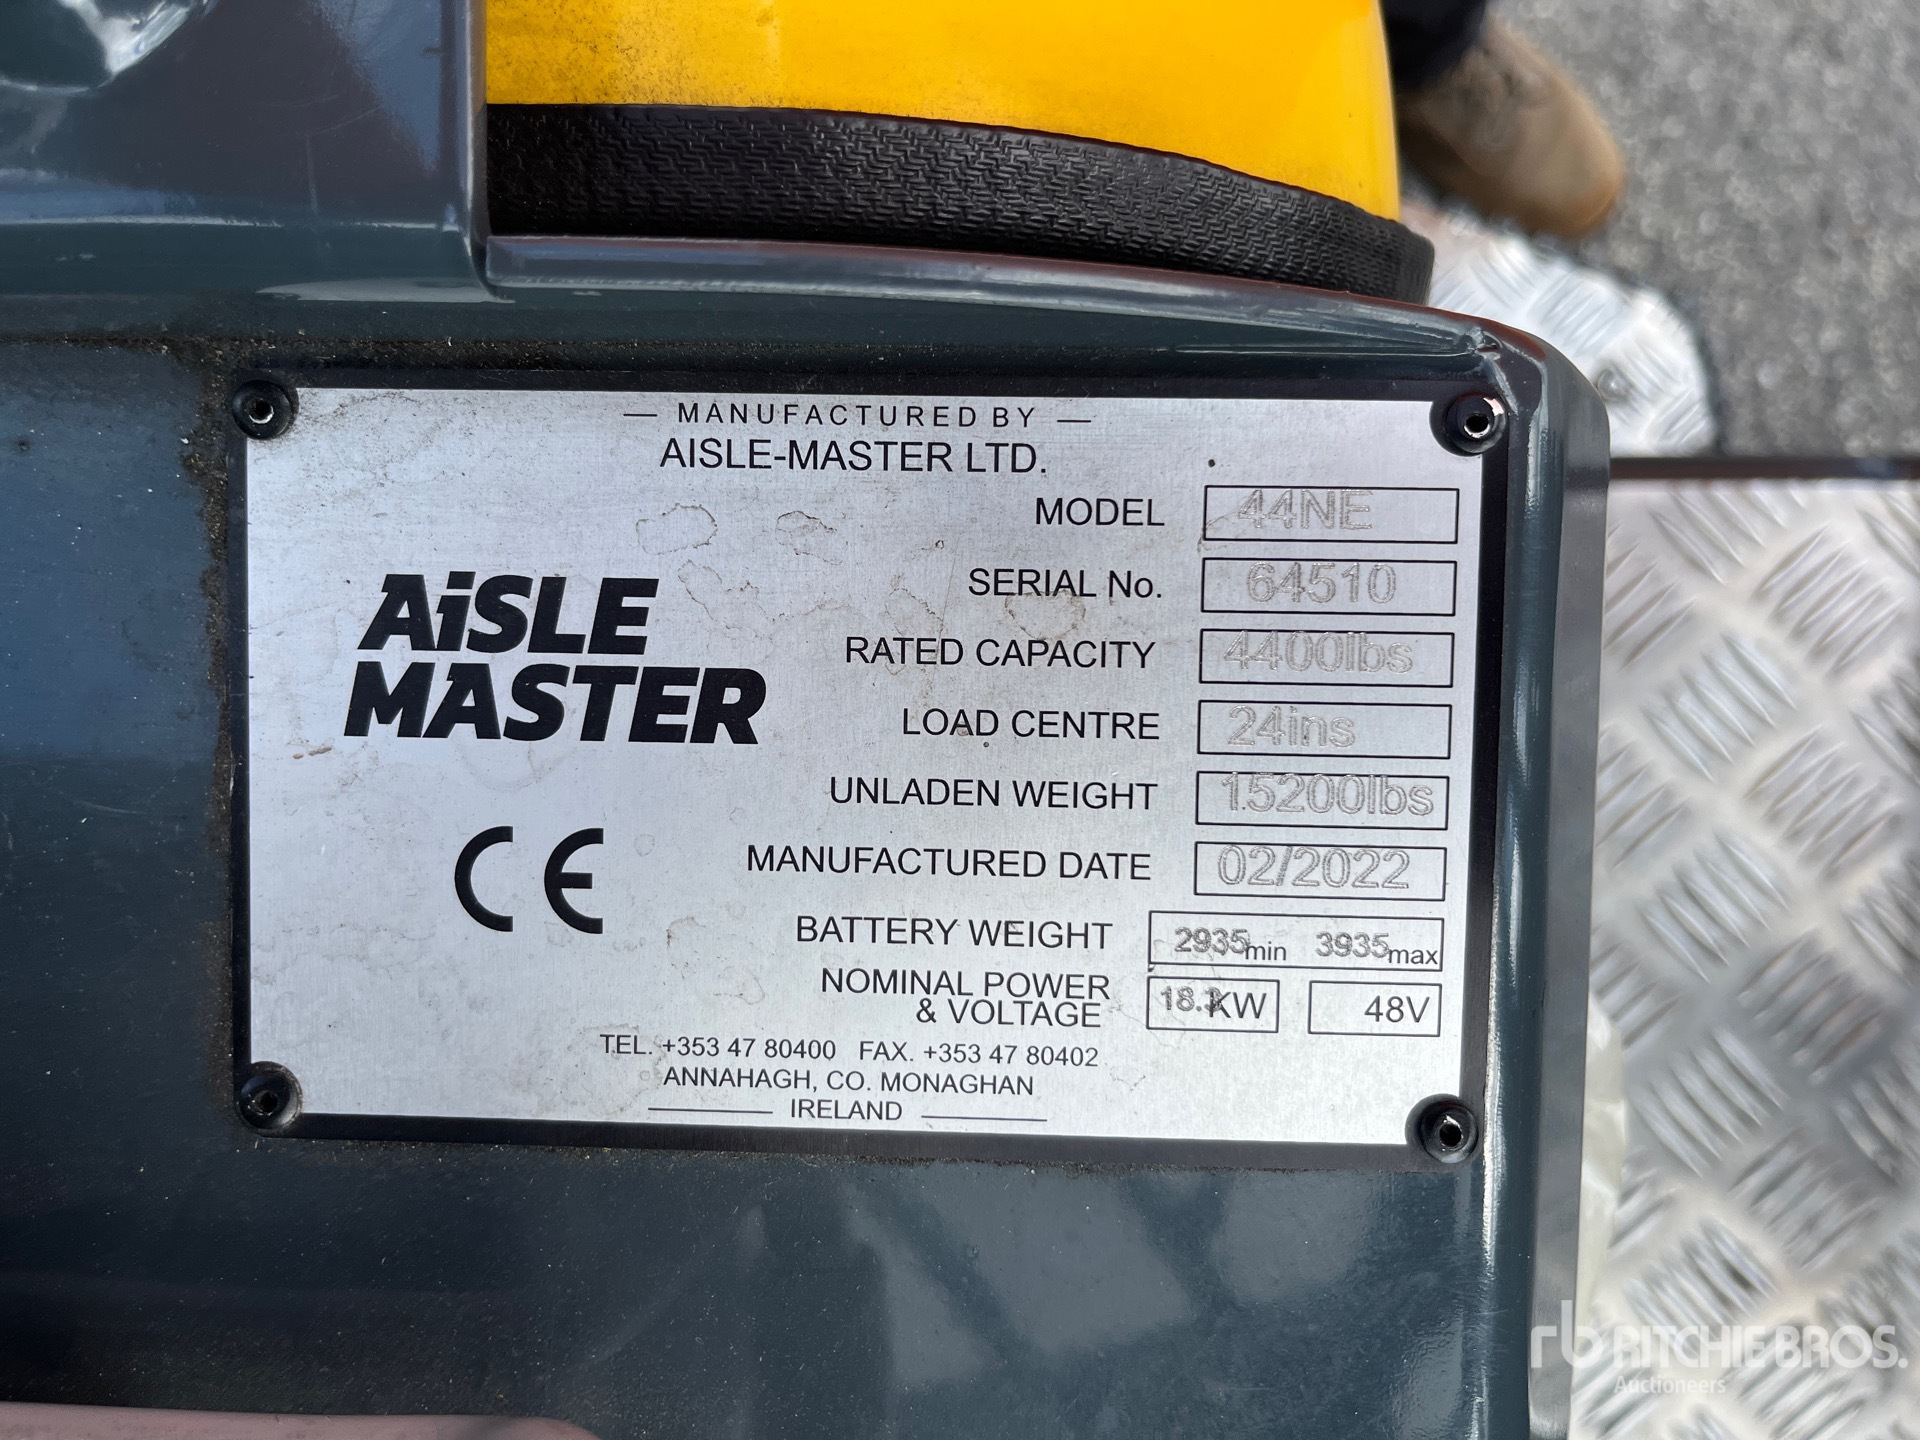 — MANUFACTURED BY —
AISLE-MASTER LTD.
MODEL 44NE
SERIAL No. 64510
RATED CAPACITY 4400lbs
LOAD CENTRE 24ins
UNLADEN WEIGHT 15200lbs
MANUFACTURED DATE 02/2022
BATTERY WEIGHT 2935min 3935max
NOMINAL POWER
& VOLTAGE KW 48V
AiSLE
MASTER
CE
TEL. +353 47 80400 FAX. +353 47 80402
ANNAHAGH, CO. MONAGHAN
IRELAND
rb RITCHIE BROS.
Auctioneers